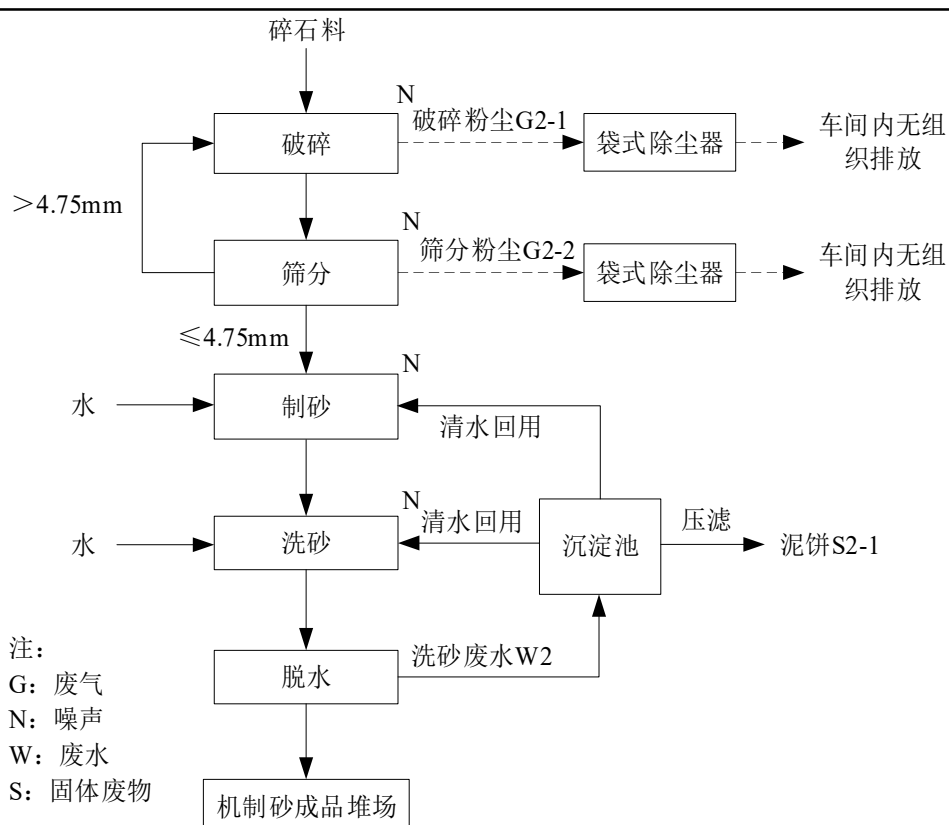 碎石料
N
破碎
破碎粉尘G2-1
袋式除尘器
车间内无组
织排放
＞4.75mm
N
筛分
筛分粉尘G2-2
袋式除尘器
车间内无组
织排放
≤4.75mm
N
水
制砂
清水回用
N
水
洗砂
清水回用
沉淀池
压滤
泥饼S2-1
脱水
洗砂废水W2
机制砂成品堆场
注：
G：废气
N：噪声
W：废水
S：固体废物